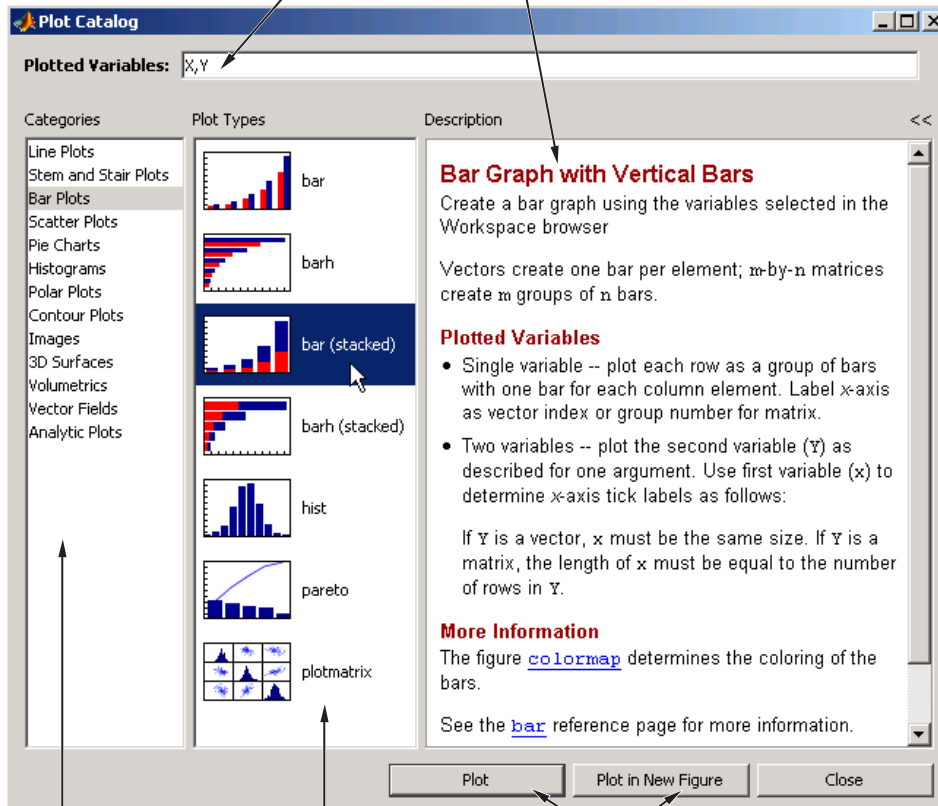 Plot Catalog
Plotted Variables: X,Y
Categories
Plot Types
Description
<<
Line Plots
Stem and Stair Plots
Bar Plots
Scatter Plots
Pie Charts
Histograms
Polar Plots
Contour Plots
Images
3D Surfaces
Volumetrics
Vector Fields
Analytic Plots
bar
barh
bar (stacked)
barh (stacked)
hist
pareto
plotmatrix
Bar Graph with Vertical Bars
Create a bar graph using the variables selected in the
Workspace browser
Vectors create one bar per element; m-by-n matrices
create m groups of n bars.
Plotted Variables
• Single variable -- plot each row as a group of bars
with one bar for each column element. Label x-axis
as vector index or group number for matrix.
• Two variables -- plot the second variable (Y) as
described for one argument. Use first variable (x) to
determine x-axis tick labels as follows:
If Y is a vector, x must be the same size. If Y is a
matrix, the length of x must be equal to the number
of rows in Y.
More Information
The figure colormap determines the coloring of the
bars.
See the bar reference page for more information.
Plot
Plot in New Figure
Close